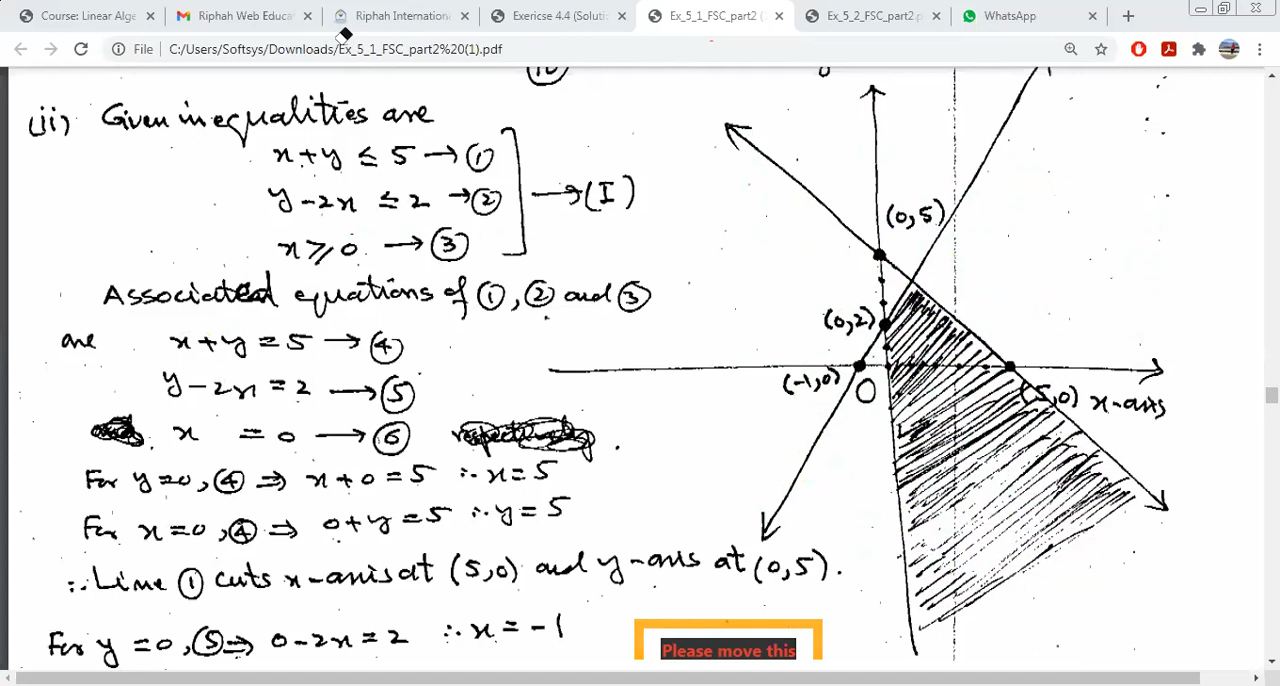 Course: Linear Alge
Riphah Web Educa
Riphah Internation
Exericse 4.4 (Soluti
Ex_5_1_FSC_part2 (
Ex_5_2_FSC_part2.p
WhatsApp
File
C:/Users/Softsys/Downloads/Ex_5_1_FSC_part2%20(1).pdf
(ii) Given inequalities are
x+y ≤ 5 → ①
y-2x ≤ 2 → ②
x ≥ 0 → ③
→ (I)
Associated equations of ①, ② and ③
are x+y = 5 → ④
y-2x = 2 → ⑤
x = 0 → ⑥
For y=0, ④ ⇒ x+0 = 5 ∴ x = 5
For x=0, ④ ⇒ 0+y = 5 ∴ y = 5
∴ Line ① cuts x-axis at (5,0) and y-axis at (0,5).
For y = 0, ⑤ ⇒ 0-2x = 2 ∴ x = -1
(0,5)
(0,2)
(-1,0)
O
(5,0) x-axis
Please move this